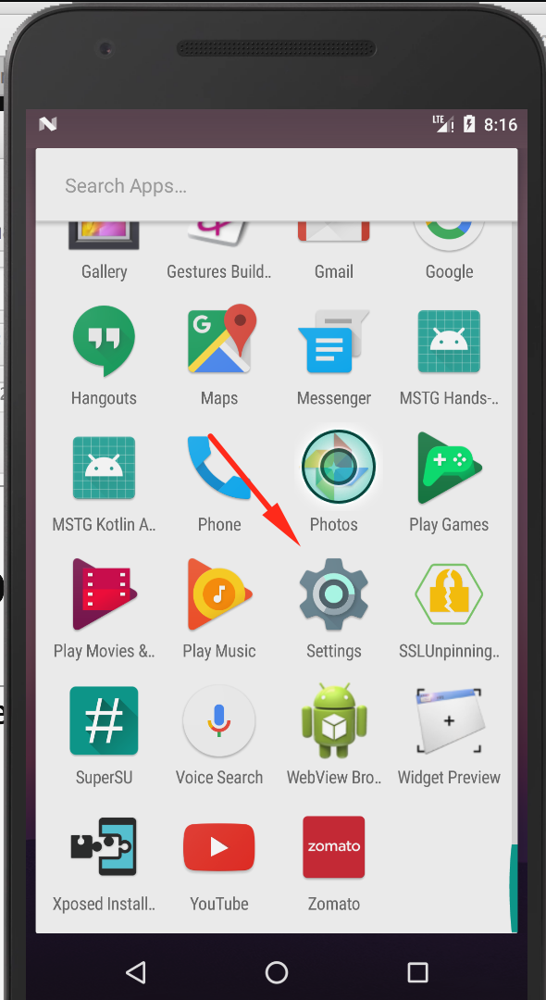 LTE 8:16
Search Apps...
Gallery Gestures Build.. Gmail Google
G
Hangouts Maps Messenger MSTG Hands-..
MSTG Kotlin A.. Phone Photos Play Games
Play Movies &.. Play Music Settings SSLUnpinning..
#
SuperSU Voice Search WebView Bro.. Widget Preview
zomato
Xposed Install.. YouTube Zomato